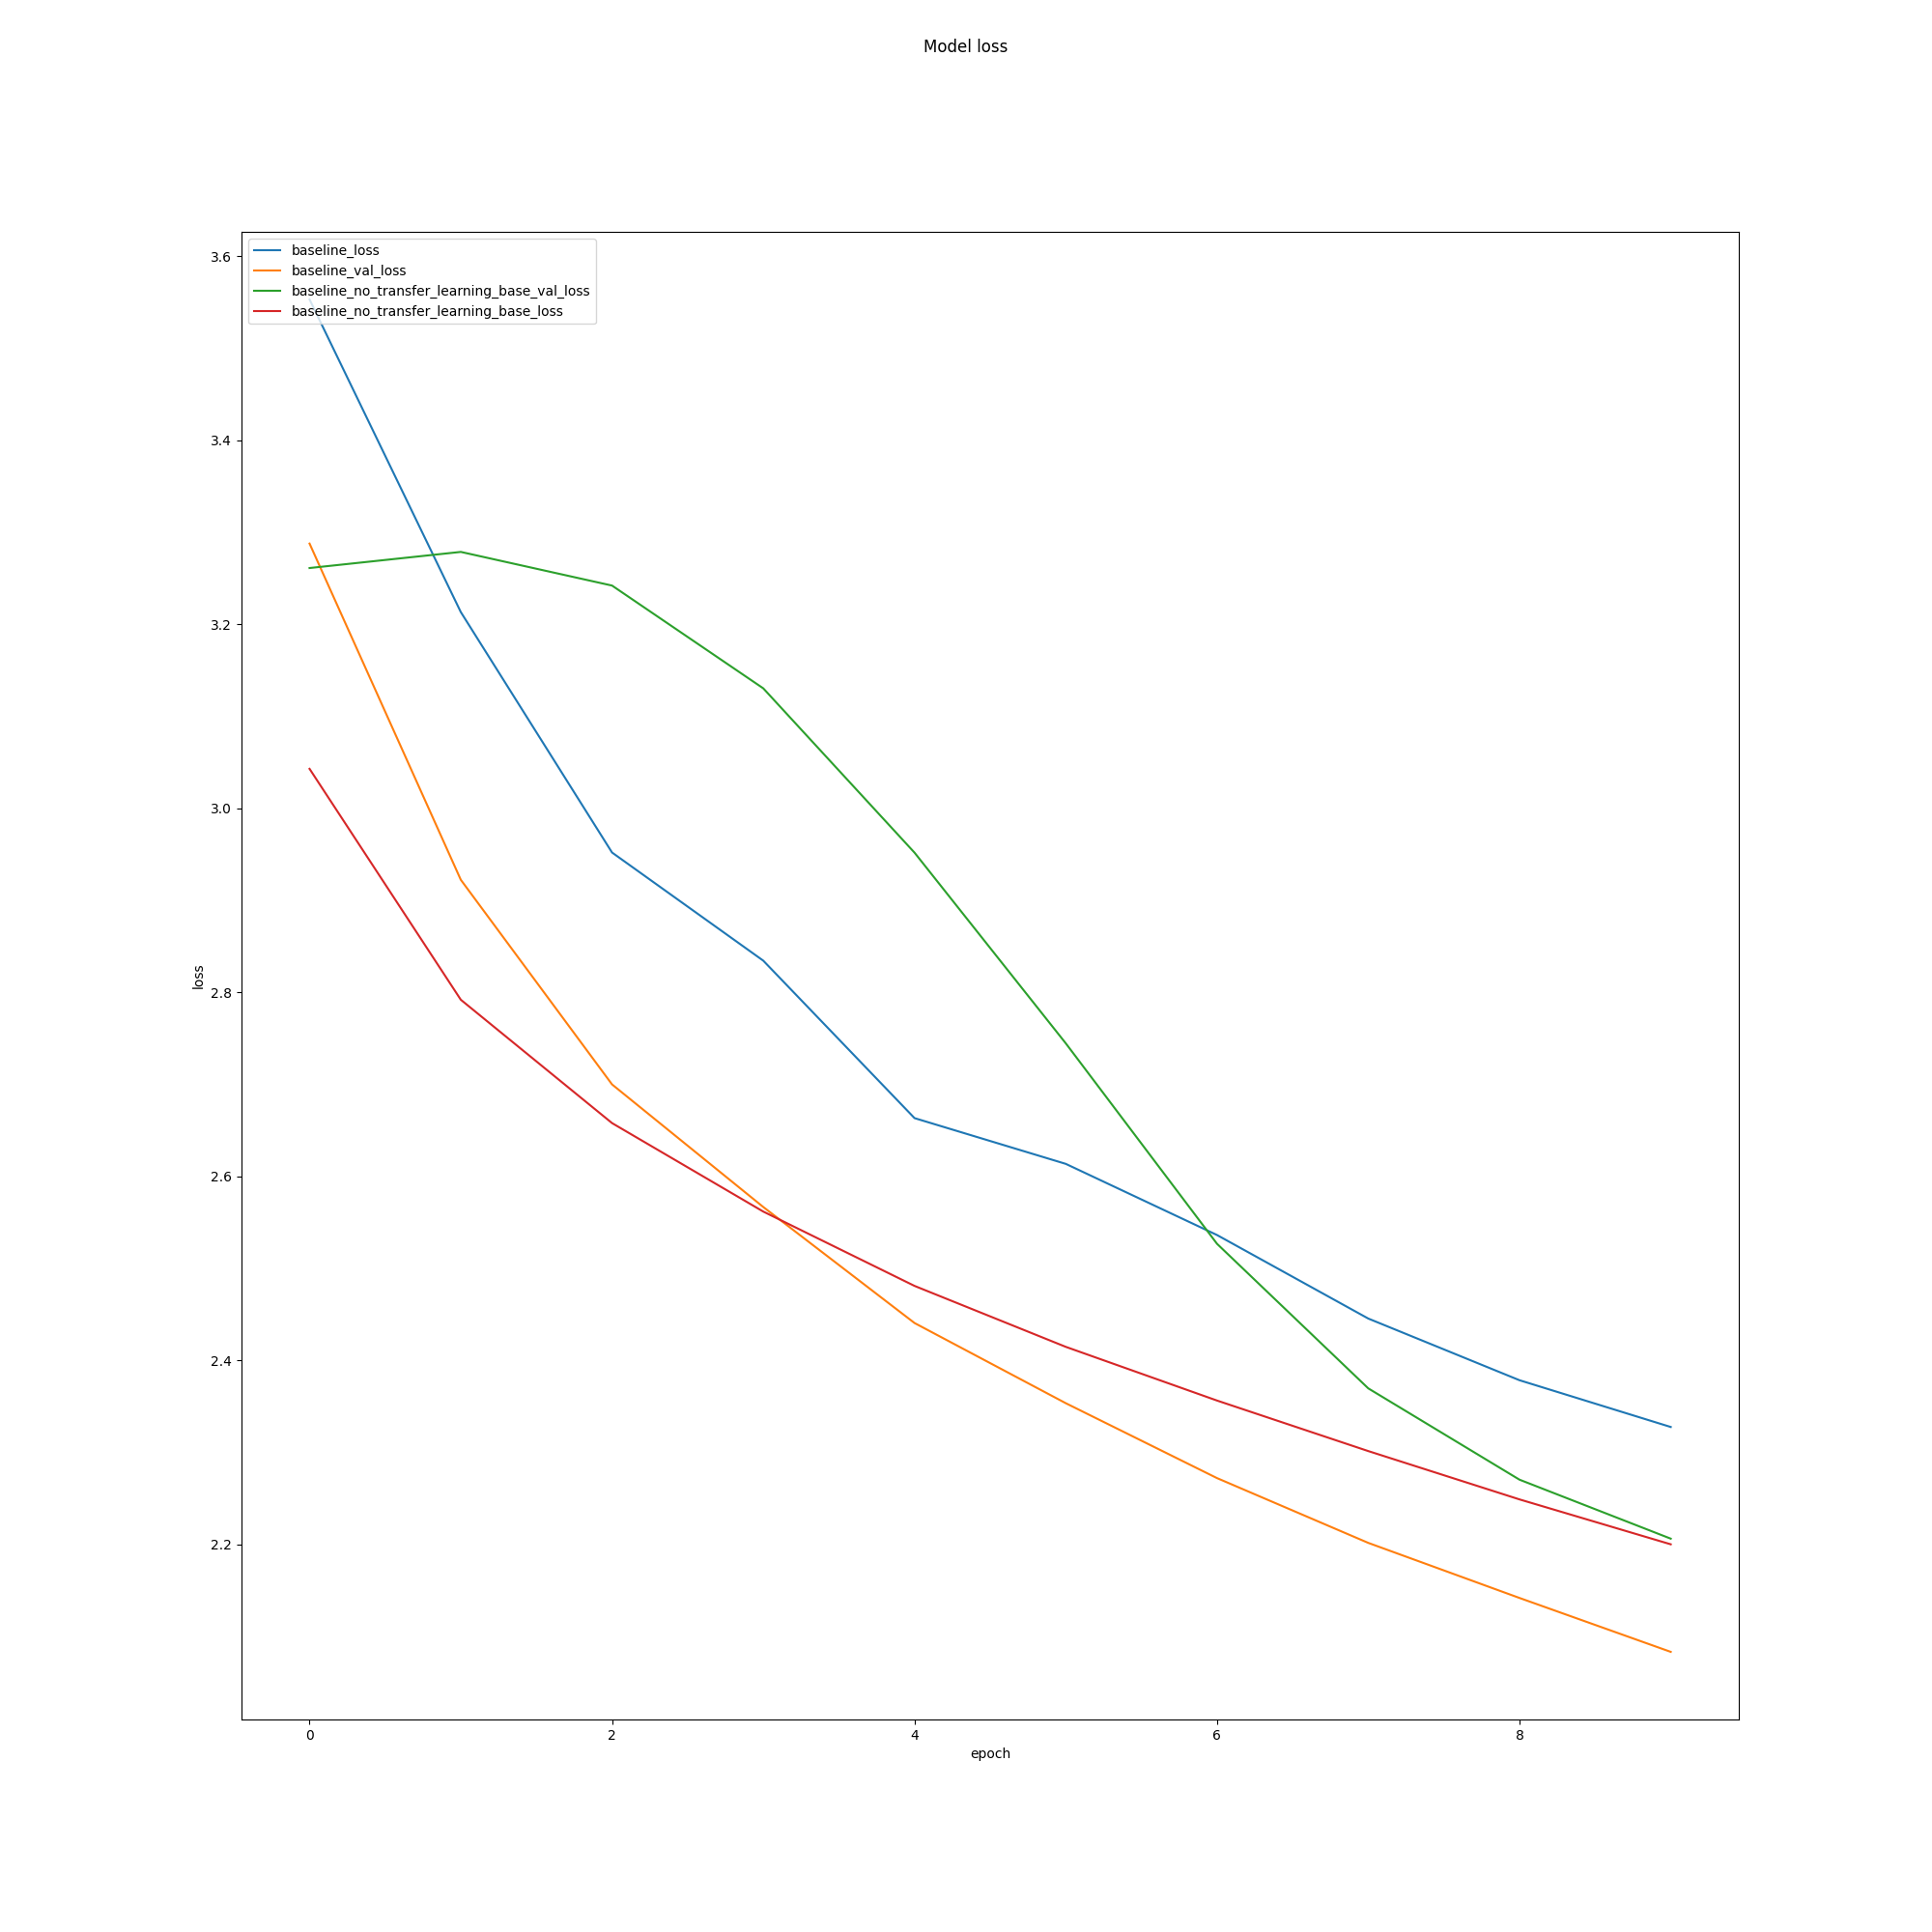 Model loss
baseline_loss
baseline_val_loss
baseline_no_transfer_learning_base_val_loss
baseline_no_transfer_learning_base_loss
3.6
3.4
3.2
3.0
2.8
2.6
2.4
2.2
loss
0 2 4 6 8
epoch